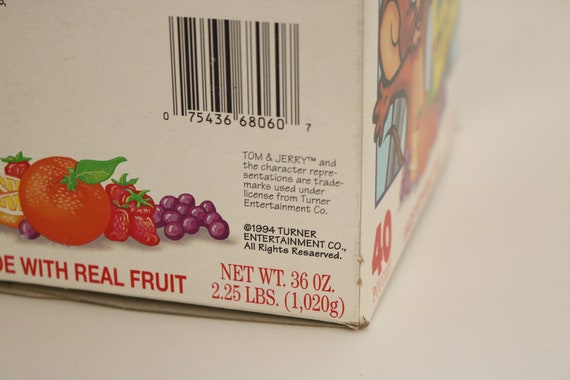 0 75436 68060 7
TOM & JERRY™ and
the character repre-
sentations are trade-
marks used under
license from Turner
Entertainment Co.
©1994 TURNER
ENTERTAINMENT CO.,
All Rights Resaerved.
WITH REAL FRUIT
NET WT. 36 OZ.
2.25 LBS. (1,020g)
40